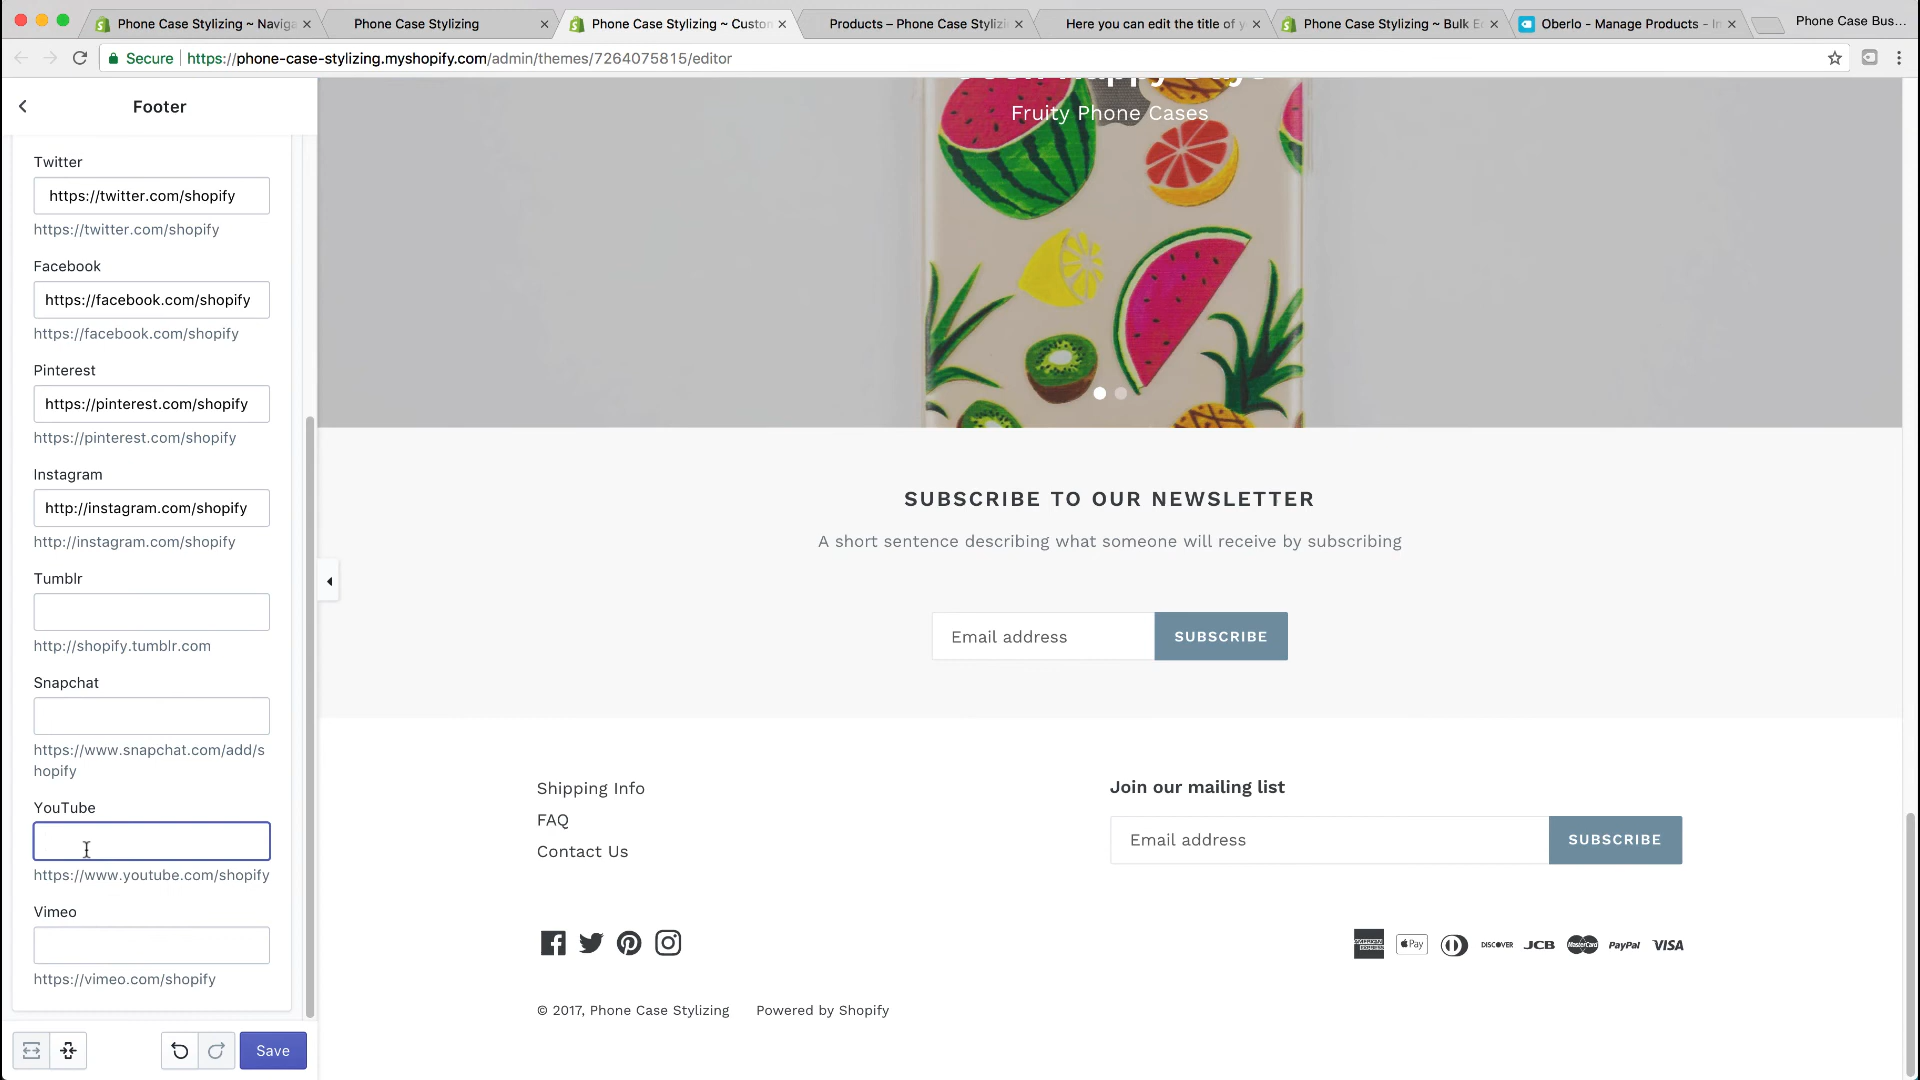 Phone Case Stylizing ~ Naviga
Phone Case Stylizing
Phone Case Stylizing ~ Custo
Products – Phone Case Styliz
Here you can edit the title of y
Phone Case Stylizing ~ Bulk E
Oberlo - Manage Products - In
Phone Case Bus...
Secure
https://phone-case-stylizing.myshopify.com/admin/themes/7264075815/editor
Footer
Twitter
https://twitter.com/shopify
https://twitter.com/shopify
Facebook
https://facebook.com/shopify
https://facebook.com/shopify
Pinterest
https://pinterest.com/shopify
https://pinterest.com/shopify
Instagram
http://instagram.com/shopify
http://instagram.com/shopify
Tumblr
http://shopify.tumblr.com
Snapchat
https://www.snapchat.com/add/s
hopify
YouTube
https://www.youtube.com/shopify
Vimeo
https://vimeo.com/shopify
Save
Fruity Phone Cases
SUBSCRIBE TO OUR NEWSLETTER
A short sentence describing what someone will receive by subscribing
Email address
SUBSCRIBE
Shipping Info
FAQ
Contact Us
Join our mailing list
Email address
SUBSCRIBE
AMERICAN EXPRESS
Pay
DISCOVER
JCB
MasterCard
PayPal
VISA
© 2017, Phone Case Stylizing
Powered by Shopify